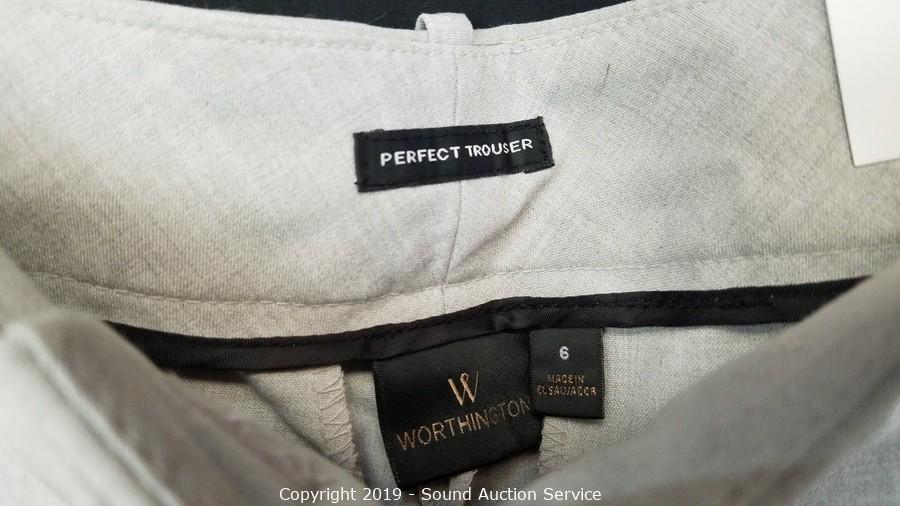 PERFECT TROUSER
W
WORTHINGTON
6
MADE IN
EL SALVADOR
Copyright 2019 - Sound Auction Service